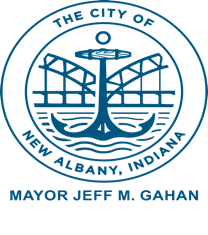 THE CITY OF
NEW ALBANY, INDIANA
MAYOR JEFF M. GAHAN